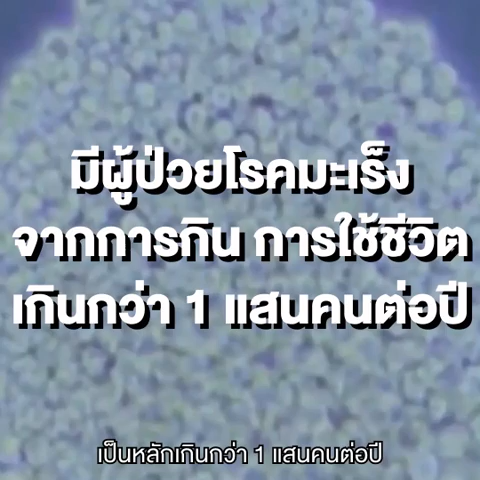 มีผู้ป่วยโรคมะเร็ง
จากการกิน การใช้ชีวิต
เกินกว่า 1 แสนคนต่อปี
เป็นหลักเกินกว่า 1 แสนคนต่อปี